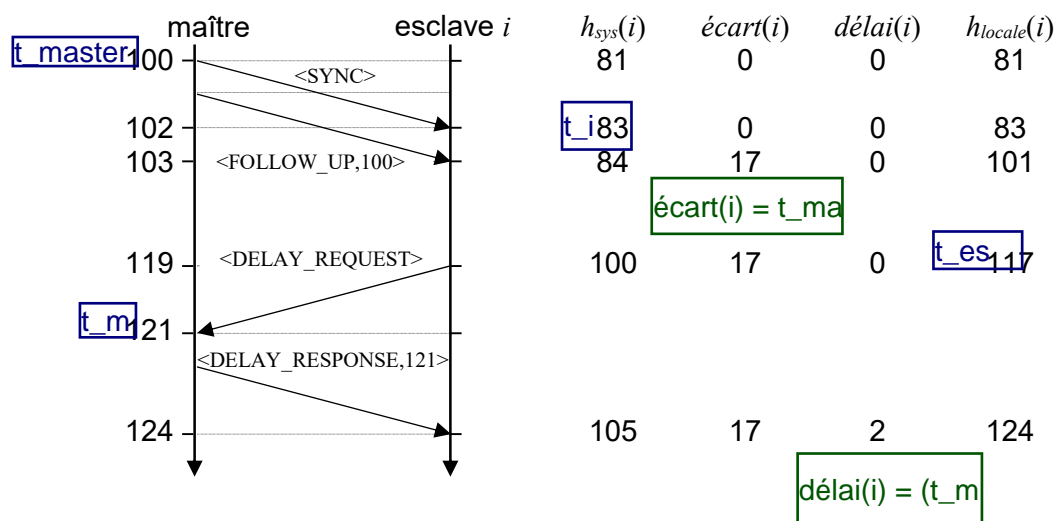 maître esclave i h_sys(i) écart(i) délai(i) h_locale(i)
t_master 100 81 0 0 81
<SYNC>
102 t_i 83 0 0 83
103 <FOLLOW_UP,100> 84 17 0 101
écart(i) = t_ma
119 <DELAY_REQUEST> 100 17 0 t_es 117
t_m 121
<DELAY_RESPONSE,121>
124 105 17 2 124
délai(i) = (t_m